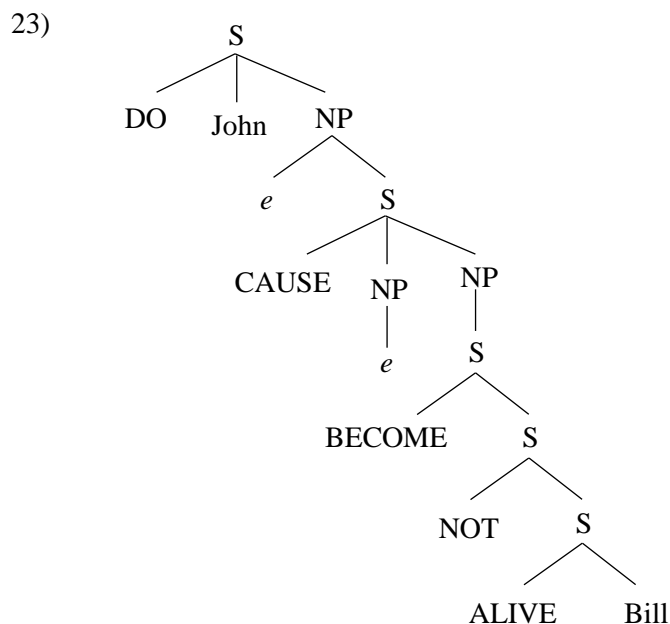 23)
S
DO John NP
e S
CAUSE NP NP
e S
BECOME S
NOT S
ALIVE Bill